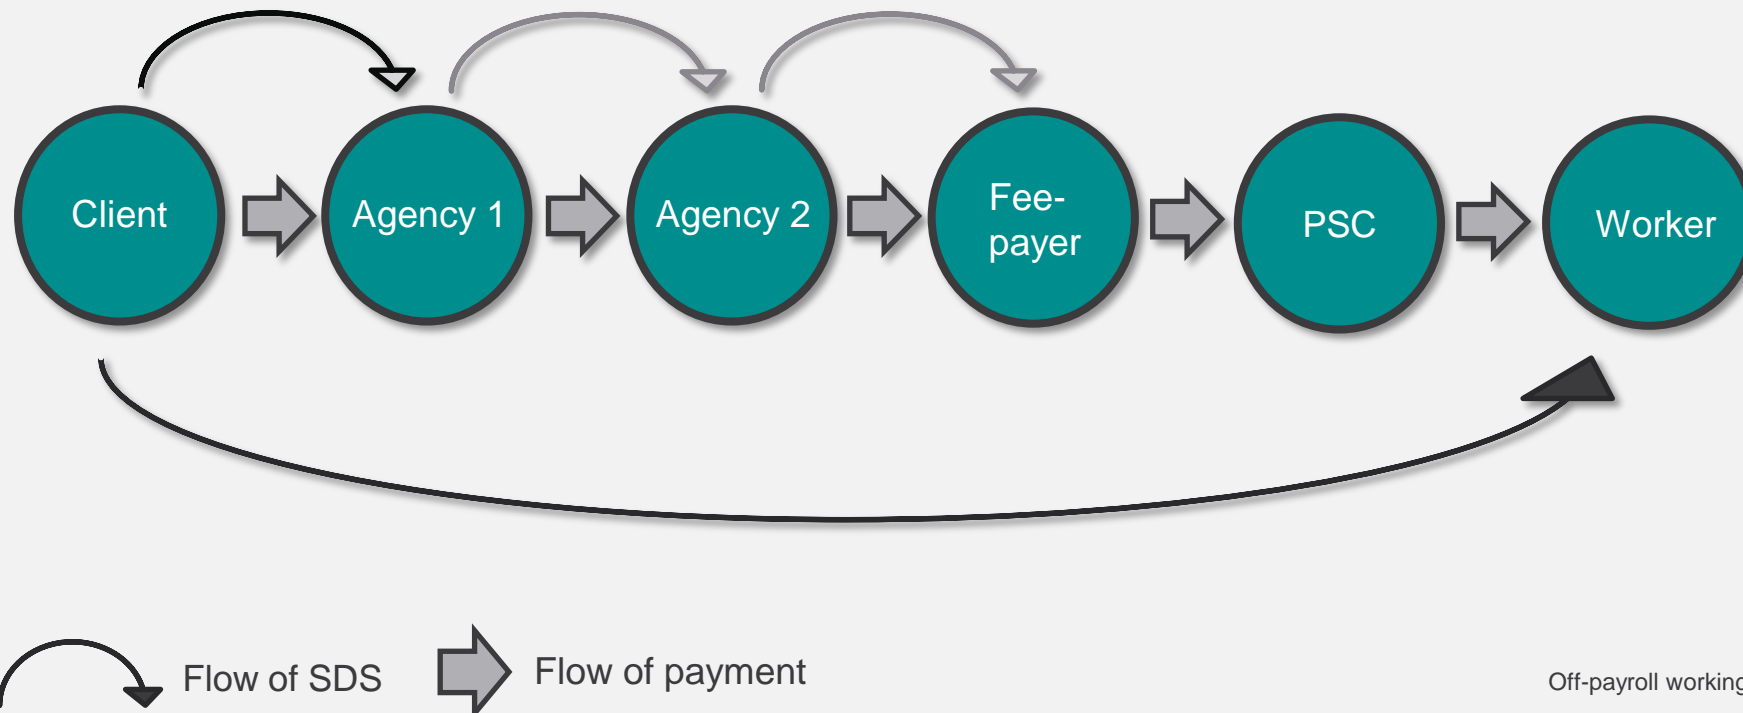 Client
Agency 1
Agency 2
Fee-
payer
PSC
Worker
Flow of SDS
Flow of payment
Off-payroll working